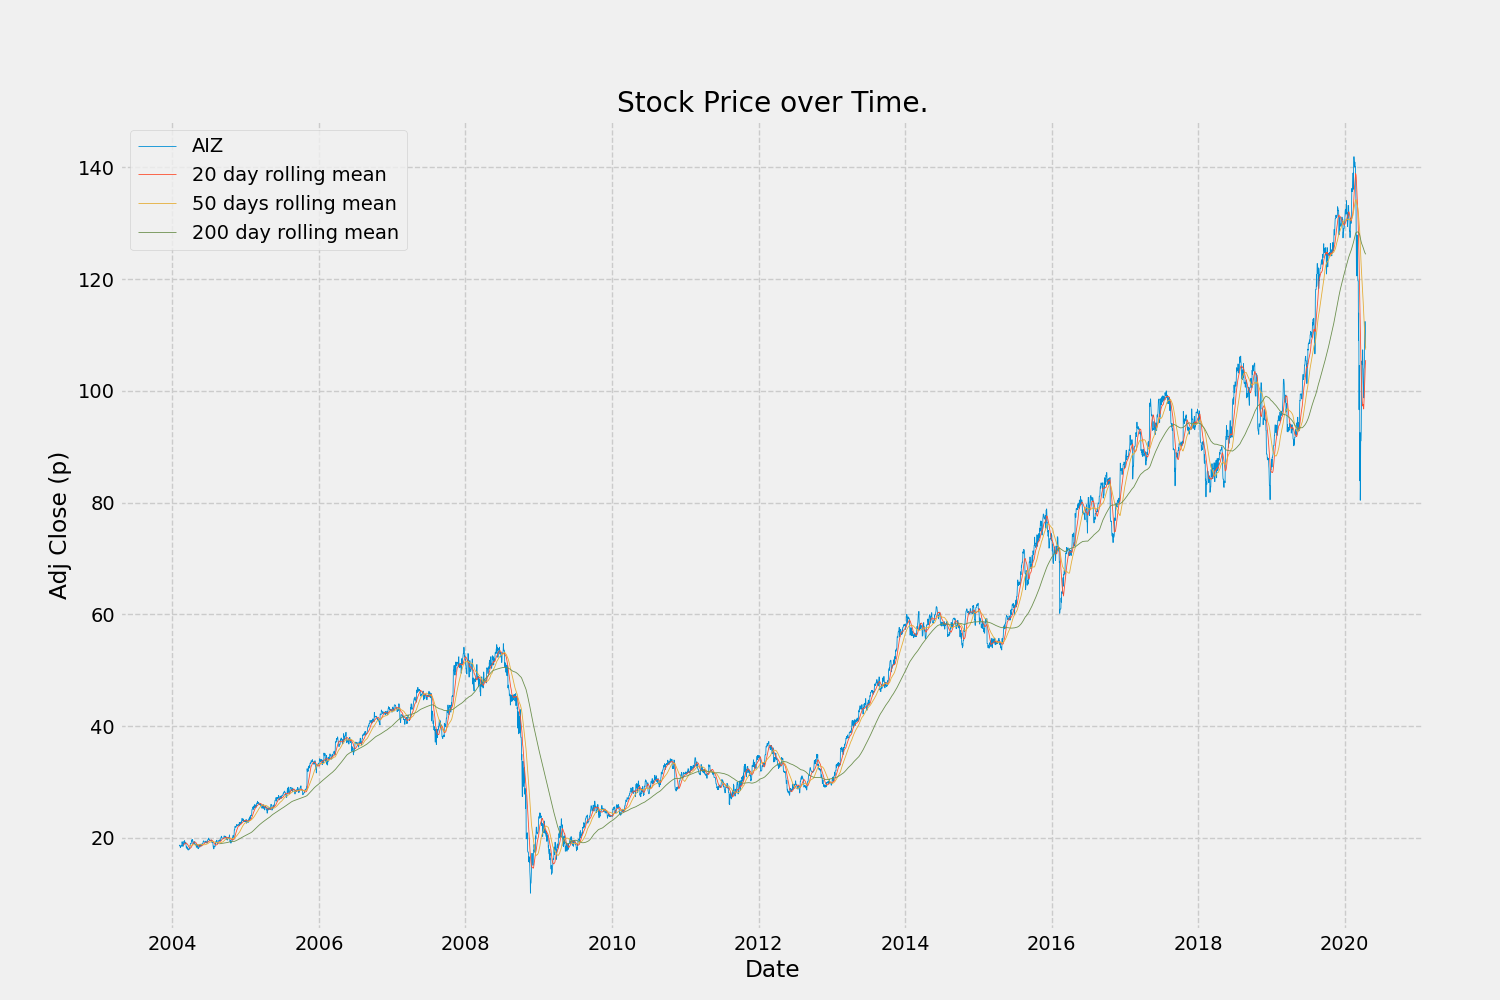 Stock Price over Time.
AIZ
20 day rolling mean
50 days rolling mean
200 day rolling mean
140
120
100
80
60
40
20
Adj Close (p)
2004 2006 2008 2010 2012 2014 2016 2018 2020
Date